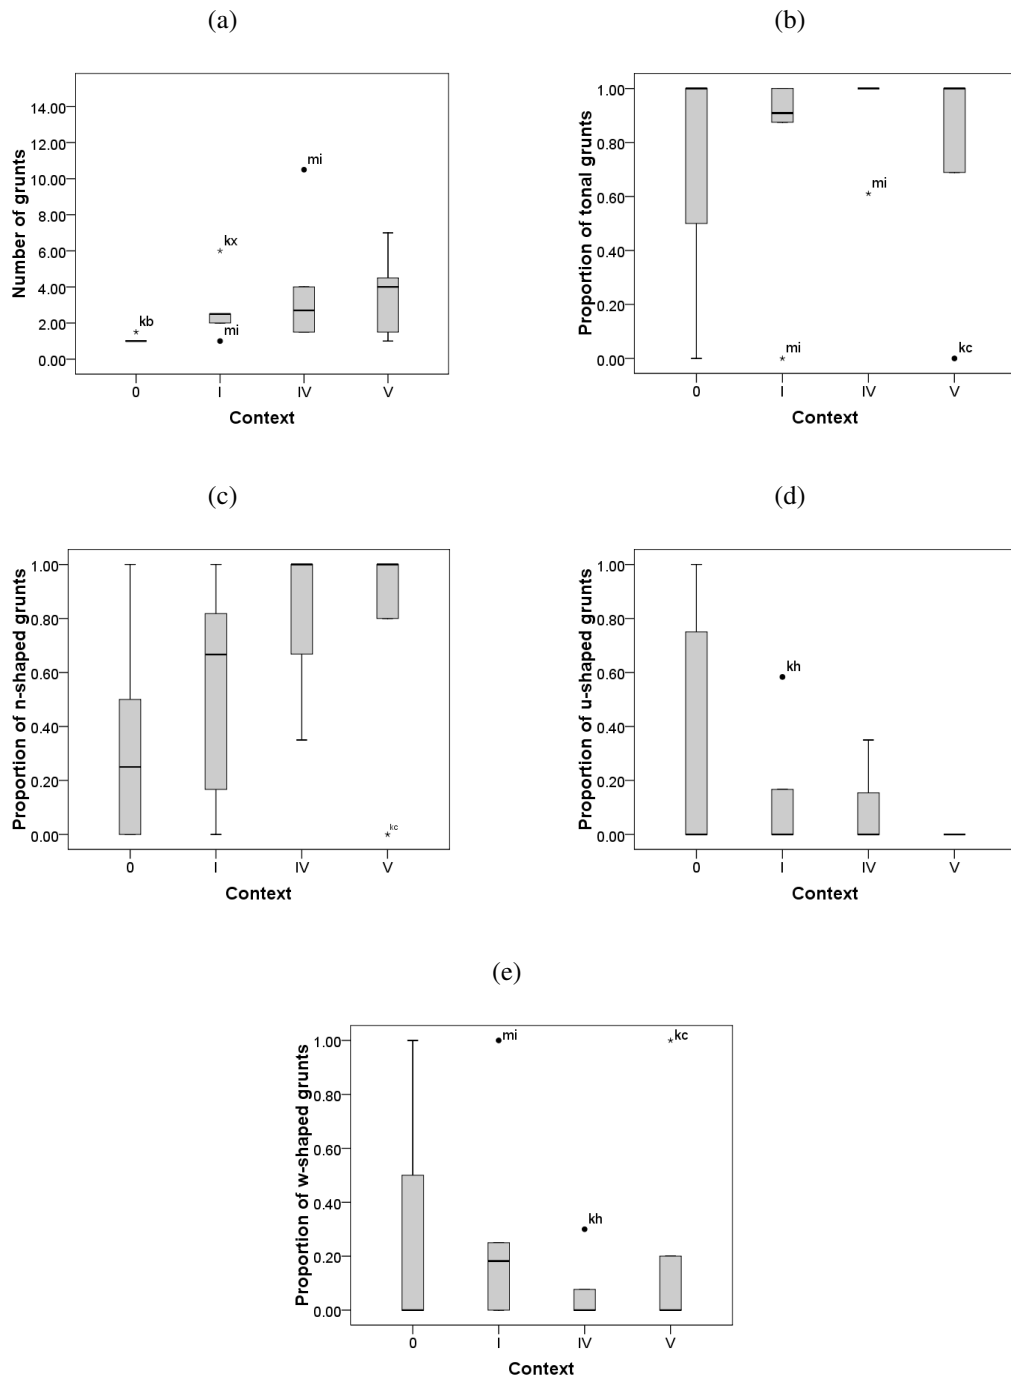 (a)
Number of grunts
14.00
12.00
10.00
8.00
6.00
4.00
2.00
0.00
mi
kx
kb
mi
0 I IV V
Context
(b)
Proportion of tonal grunts
1.00
0.80
0.60
0.40
0.20
0.00
mi
mi
kc
0 I IV V
Context
(c)
Proportion of n-shaped grunts
1.00
0.80
0.60
0.40
0.20
0.00
kc
0 I IV V
Context
(d)
Proportion of u-shaped grunts
1.00
0.80
0.60
0.40
0.20
0.00
kh
0 I IV V
Context
(e)
Proportion of w-shaped grunts
1.00
0.80
0.60
0.40
0.20
0.00
mi
kc
kh
0 I IV V
Context